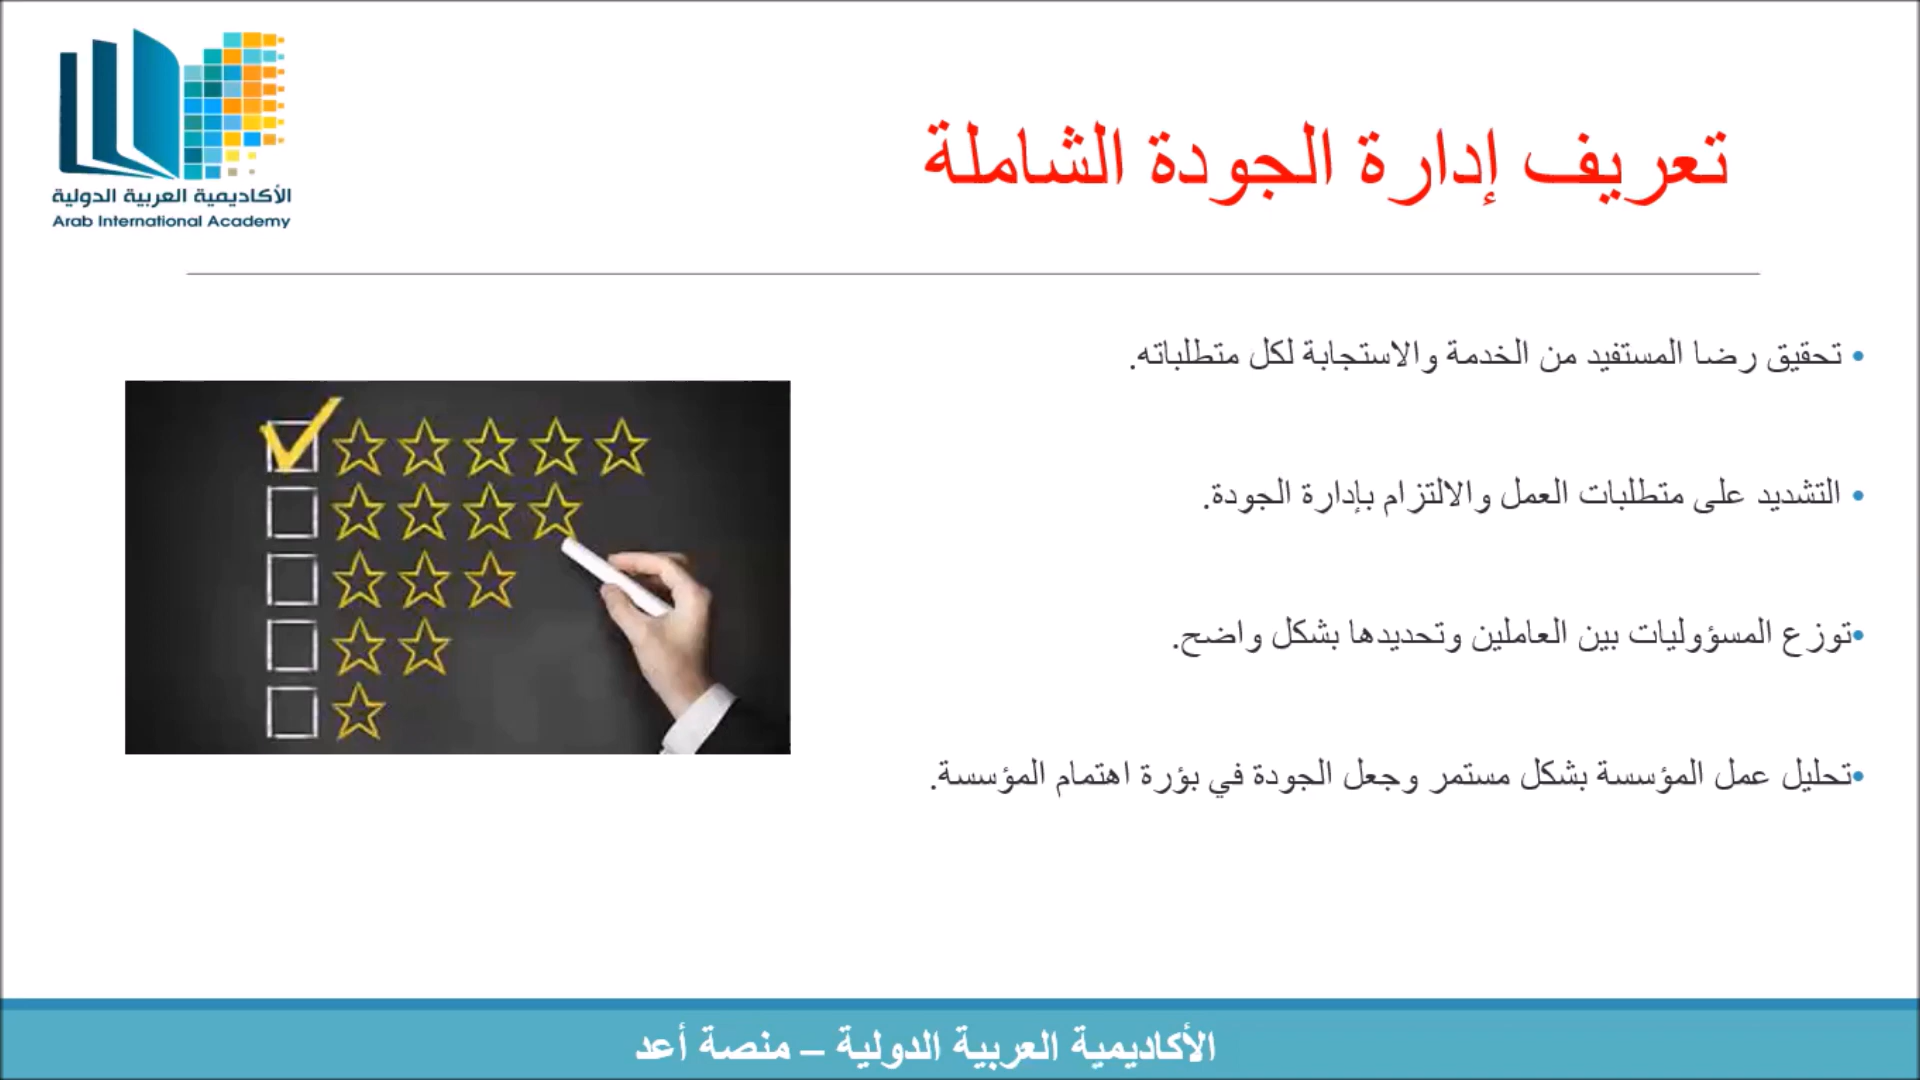 الأكاديمية العربية الدولية
Arab International Academy
تعريف إدارة الجودة الشاملة
• تحقيق رضا المستفيد من الخدمة والاستجابة لكل متطلباته.
• التشديد على متطلبات العمل والالتزام بإدارة الجودة.
•توزع المسؤوليات بين العاملين وتحديدها بشكل واضح.
•تحليل عمل المؤسسة بشكل مستمر وجعل الجودة في بؤرة اهتمام المؤسسة.
الأكاديمية العربية الدولية – منصة أعد